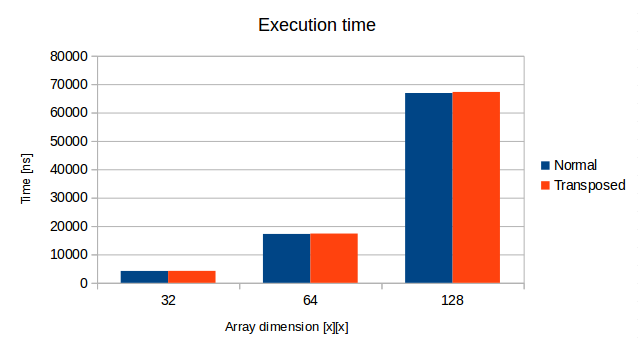 Execution time
80000
70000
60000
50000
40000
30000
20000
10000
0
Time [ns]
32 64 128
Array dimension [x][x]
Normal
Transposed